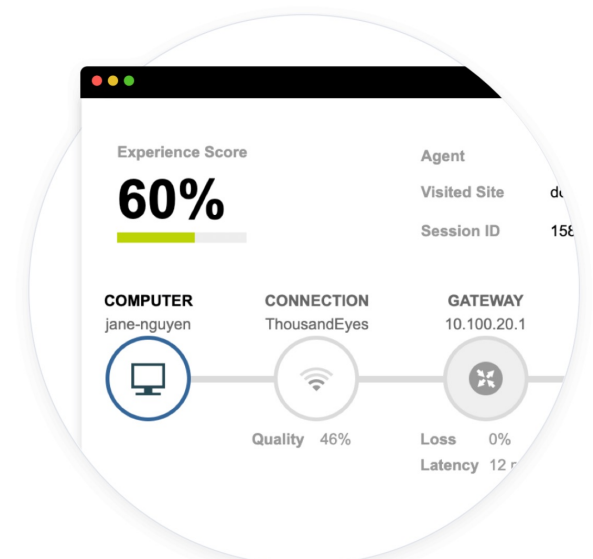 Experience Score
60%
Agent
Visited Site
Session ID 158
COMPUTER
jane-nguyen
CONNECTION
ThousandEyes
GATEWAY
10.100.20.1
Quality 46%
Loss 0%
Latency 12